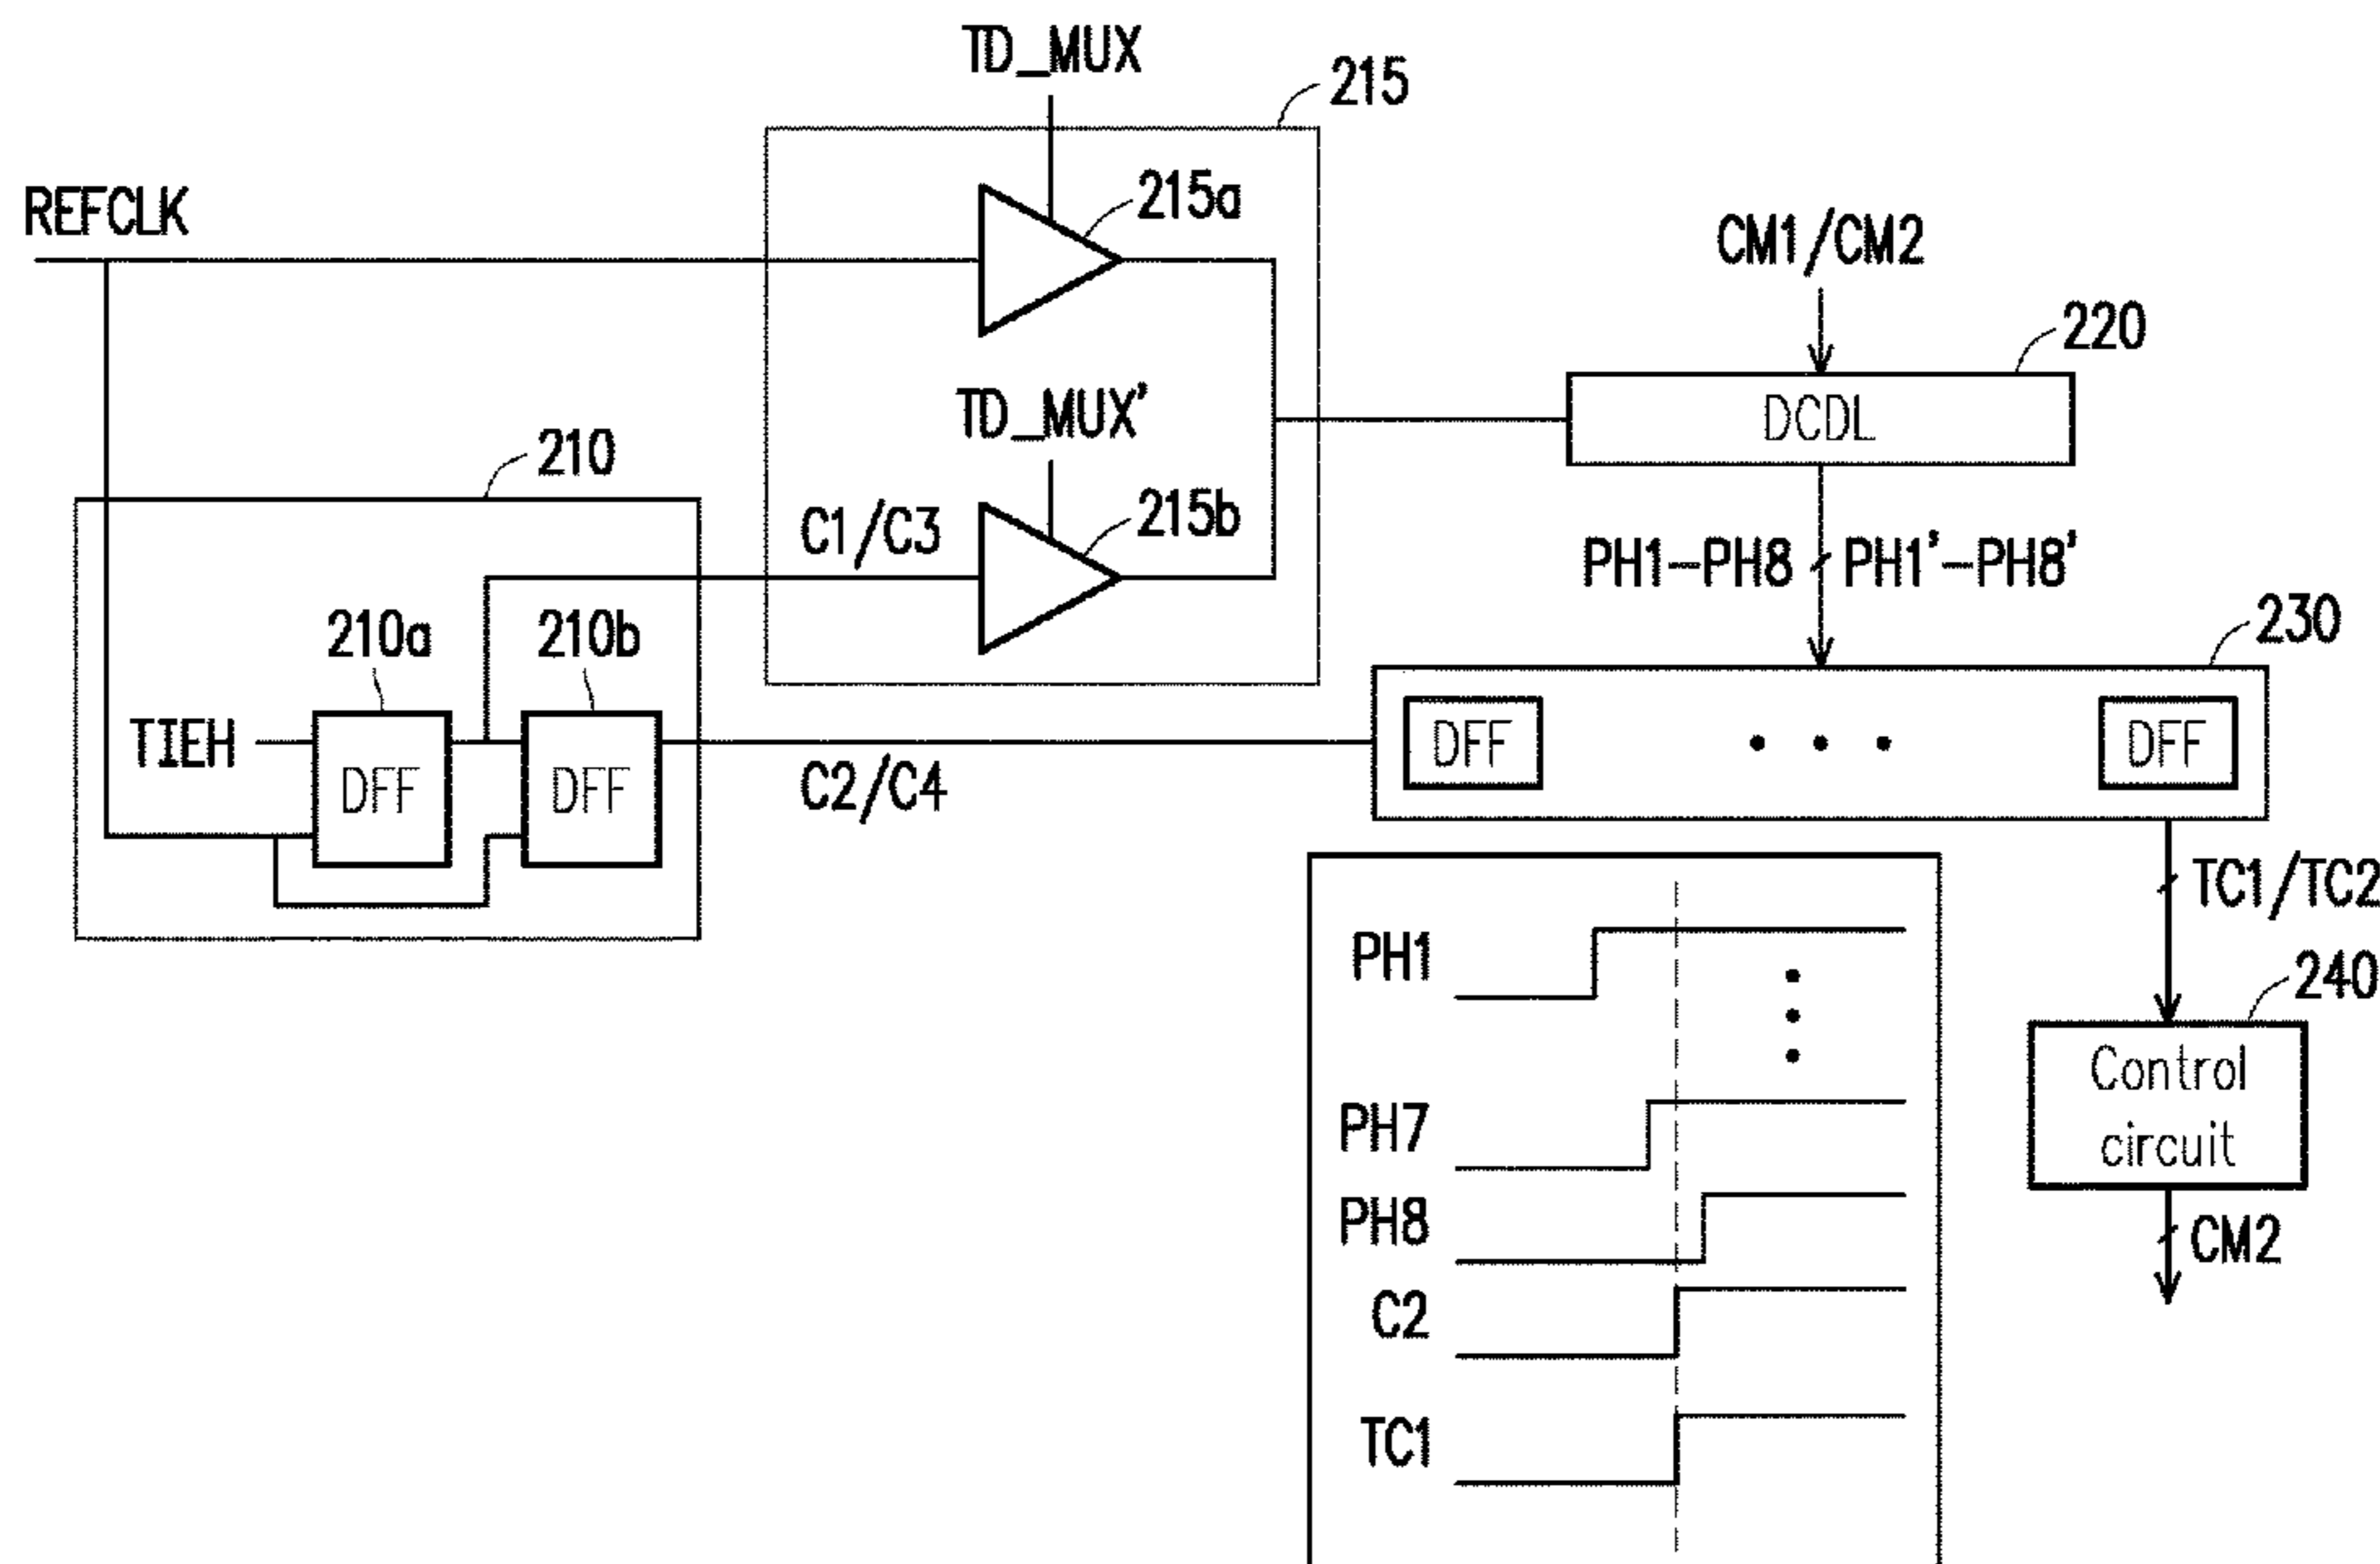 TD_MUX
215
REFCLK
215a
CM1/CM2
220
DCDL
TD_MUX'
210
C1/C3
215b
PH1-PH8
PH1'-PH8'
230
210a
210b
TIEH
DFF
DFF
C2/C4
DFF
DFF
TC1/TC2
PH1
240
Control
circuit
PH7
PH8
CM2
C2
TC1